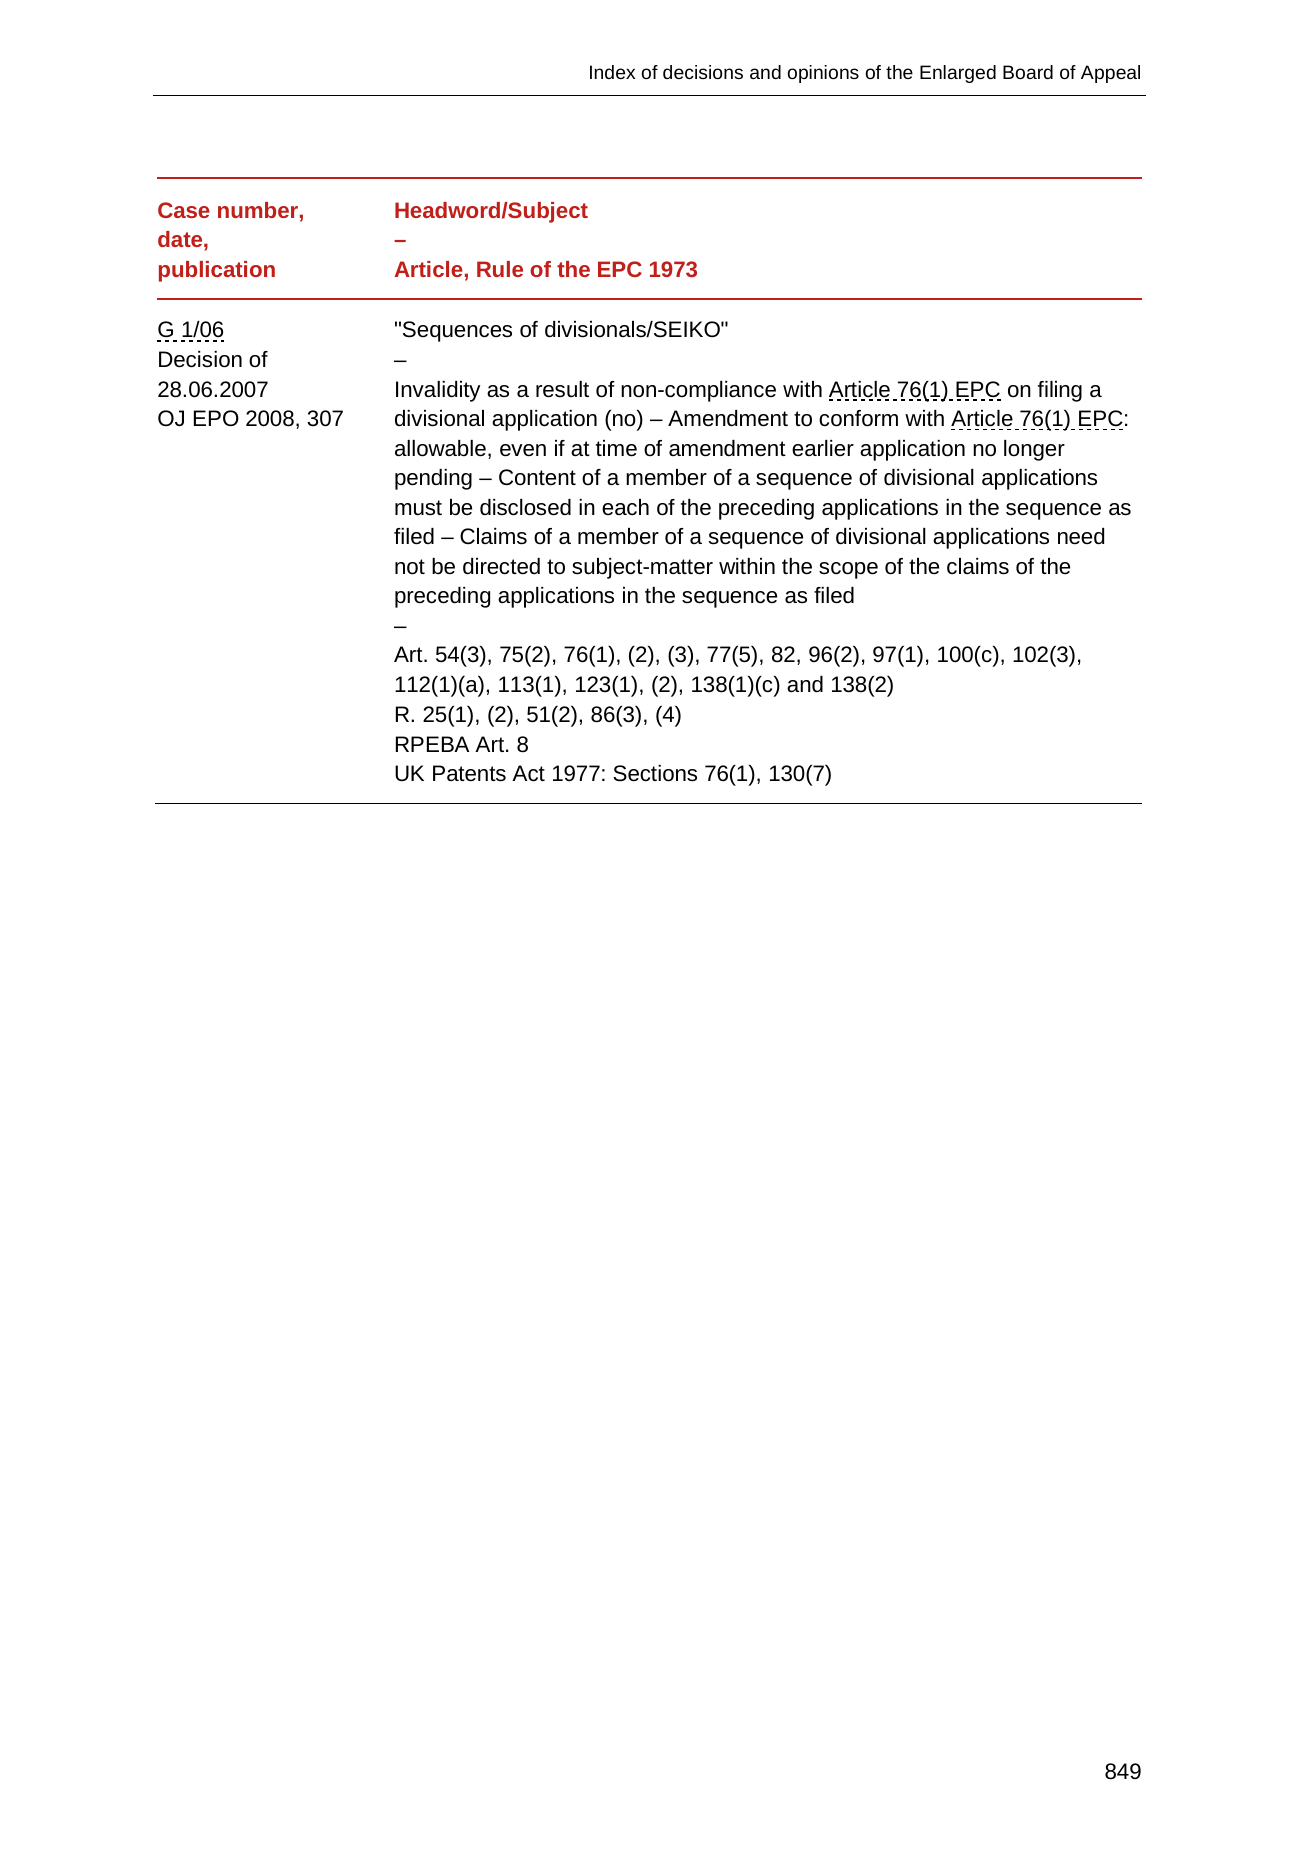 Index of decisions and opinions of the Enlarged Board of Appeal
Case number,
date,
publication
Headword/Subject
–
Article, Rule of the EPC 1973
G 1/06
Decision of
28.06.2007
OJ EPO 2008, 307
"Sequences of divisionals/SEIKO"
–
Invalidity as a result of non-compliance with Article 76(1) EPC on filing a
divisional application (no) – Amendment to conform with Article 76(1) EPC:
allowable, even if at time of amendment earlier application no longer
pending – Content of a member of a sequence of divisional applications
must be disclosed in each of the preceding applications in the sequence as
filed – Claims of a member of a sequence of divisional applications need
not be directed to subject-matter within the scope of the claims of the
preceding applications in the sequence as filed
–
Art. 54(3), 75(2), 76(1), (2), (3), 77(5), 82, 96(2), 97(1), 100(c), 102(3),
112(1)(a), 113(1), 123(1), (2), 138(1)(c) and 138(2)
R. 25(1), (2), 51(2), 86(3), (4)
RPEBA Art. 8
UK Patents Act 1977: Sections 76(1), 130(7)
849